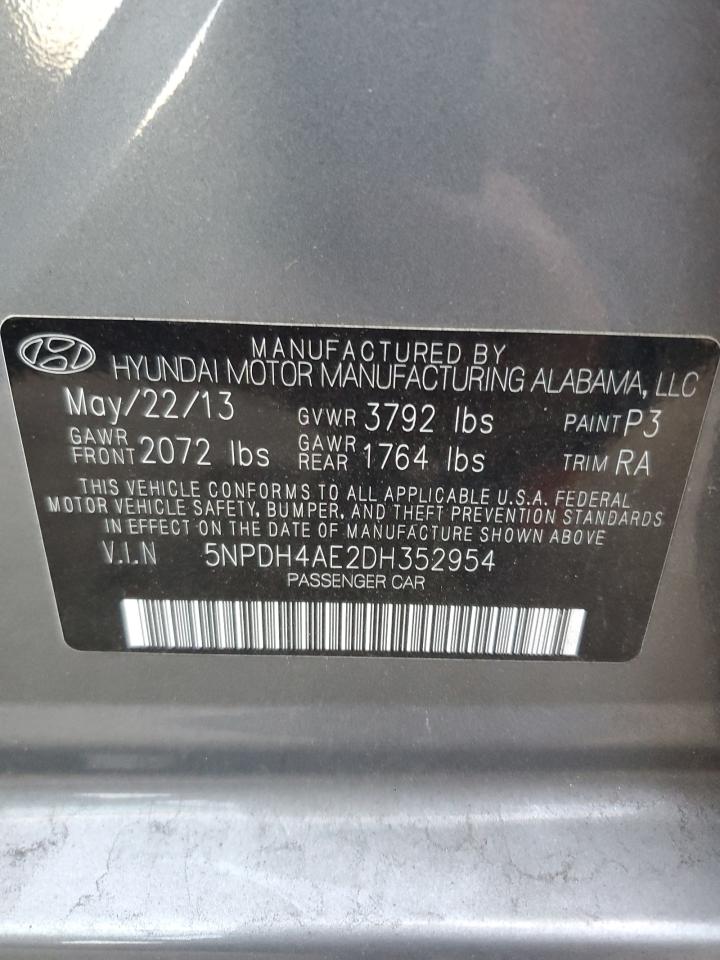 MANUFACTURED BY
HYUNDAI MOTOR MANUFACTURING ALABAMA, LLC
May/22/13 GVWR 3792 lbs PAINT P3
GAWR FRONT 2072 lbs GAWR REAR 1764 lbs TRIM RA
THIS VEHICLE CONFORMS TO ALL APPLICABLE U.S.A. FEDERAL
MOTOR VEHICLE SAFETY, BUMPER, AND THEFT PREVENTION STANDARDS
IN EFFECT ON THE DATE OF MANUFACTURE SHOWN ABOVE
V.I.N 5NPDH4AE2DH352954
PASSENGER CAR